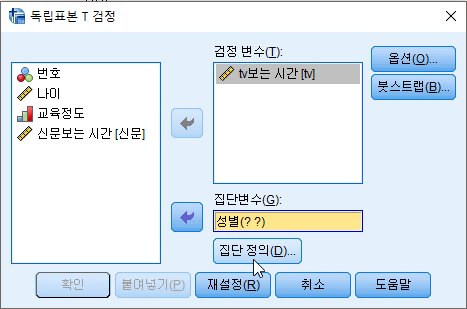 독립표본 T 검정
검정 변수(T):
번호
나이
교육정도
신문보는 시간 [신문]
tv보는 시간 [tv]
옵션(O)...
붓스트랩(B)...
집단변수(G):
성별(? ?)
집단 정의(D)...
확인
붙여넣기(P)
재설정(R)
취소
도움말